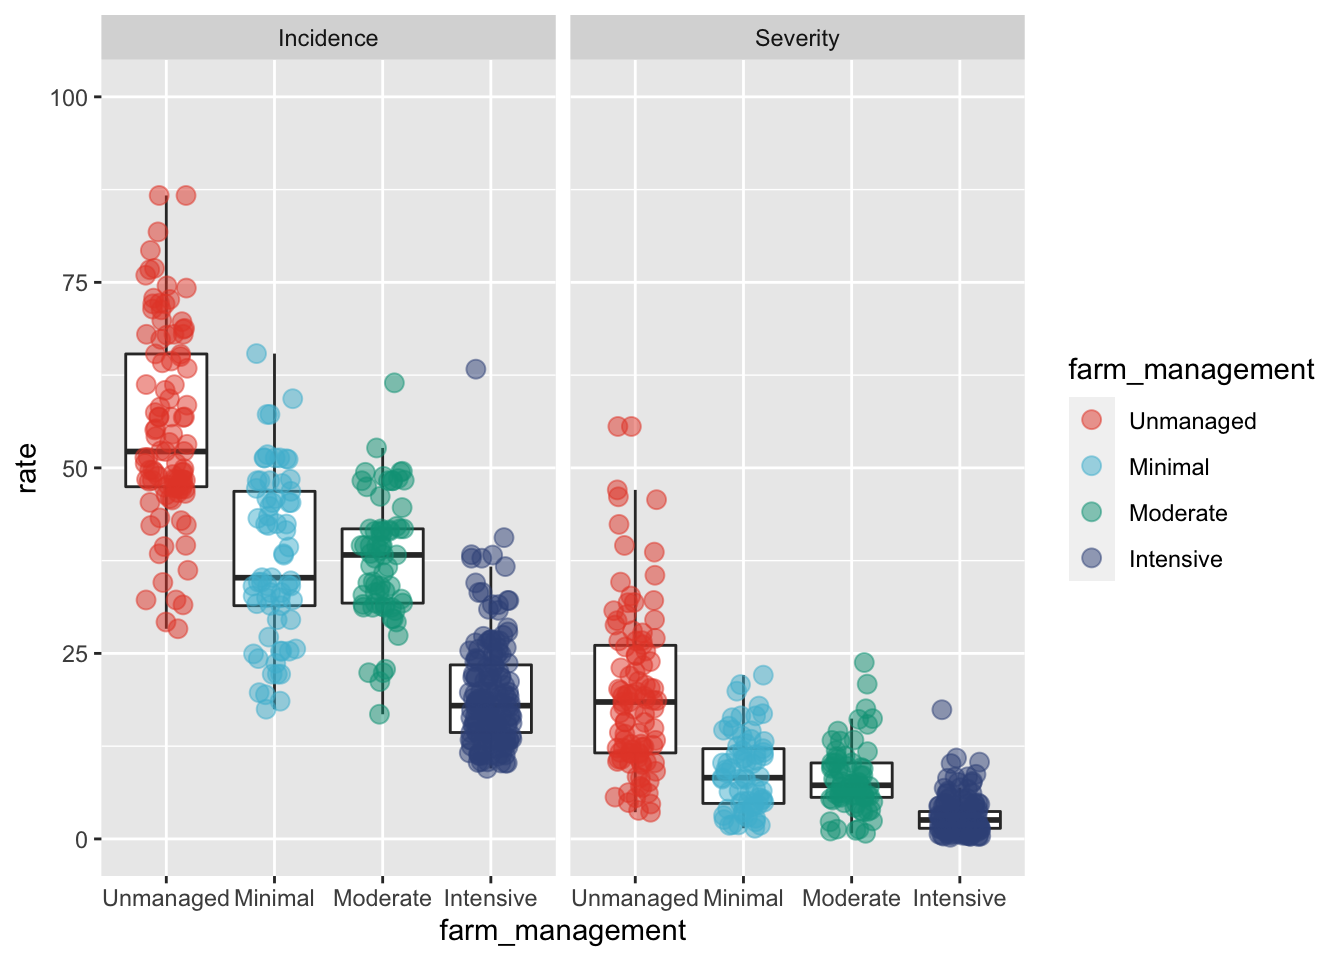 Incidence
Severity
100
75
50
25
0
rate
Unmanaged Minimal Moderate Intensive
Unmanaged Minimal Moderate Intensive
farm_management
farm_management
Unmanaged
Minimal
Moderate
Intensive